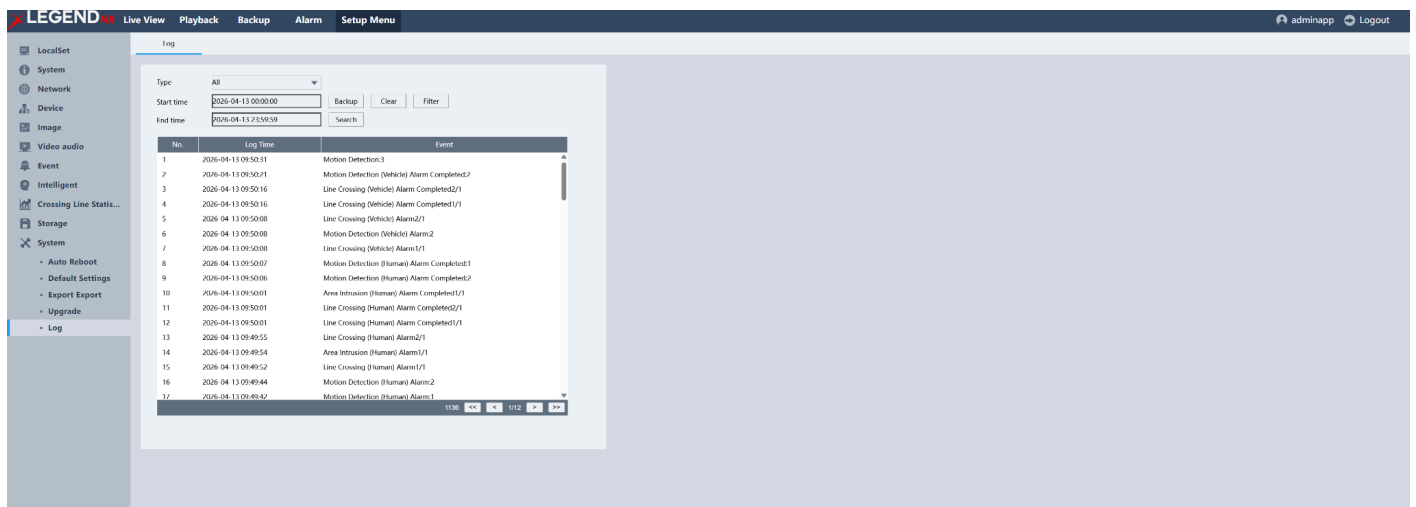 LEGEND NX Live View Playback Backup Alarm Setup Menu adminapp Logout
LocalSet
System
Network
Device
Image
Video audio
Event
Intelligent
Crossing Line Statis...
Storage
System
Auto Reboot
Default Settings
Export Export
Upgrade
Log
Log
Type All
Start time 2026-04-13 00:00:00 Backup Clear Filter
End time 2026-04-13 23:59:59 Search
No. Log Time Event
1 2026-04-13 09:50:31 Motion Detection:3
2 2026-04-13 09:50:21 Motion Detection (Vehicle) Alarm Completed:2
3 2026-04-13 09:50:16 Line Crossing (Vehicle) Alarm Completed2/1
4 2026-04-13 09:50:16 Line Crossing (Vehicle) Alarm Completed1/1
5 2026-04-13 09:50:08 Line Crossing (Vehicle) Alarm2/1
6 2026-04-13 09:50:08 Motion Detection (Vehicle) Alarm:2
7 2026-04-13 09:50:08 Line Crossing (Vehicle) Alarm1/1
8 2026-04-13 09:50:07 Motion Detection (Human) Alarm Completed:1
9 2026-04-13 09:50:06 Motion Detection (Human) Alarm Completed:2
10 2026-04-13 09:50:01 Area Intrusion (Human) Alarm Completed1/1
11 2026-04-13 09:50:01 Line Crossing (Human) Alarm Completed2/1
12 2026-04-13 09:50:01 Line Crossing (Human) Alarm Completed1/1
13 2026-04-13 09:49:55 Line Crossing (Human) Alarm2/1
14 2026-04-13 09:49:54 Area Intrusion (Human) Alarm1/1
15 2026-04-13 09:49:52 Line Crossing (Human) Alarm1/1
16 2026-04-13 09:49:44 Motion Detection (Human) Alarm:2
17 2026-04-13 09:49:42 Motion Detection (Human) Alarm:1
1136 << < 1/12 > >>